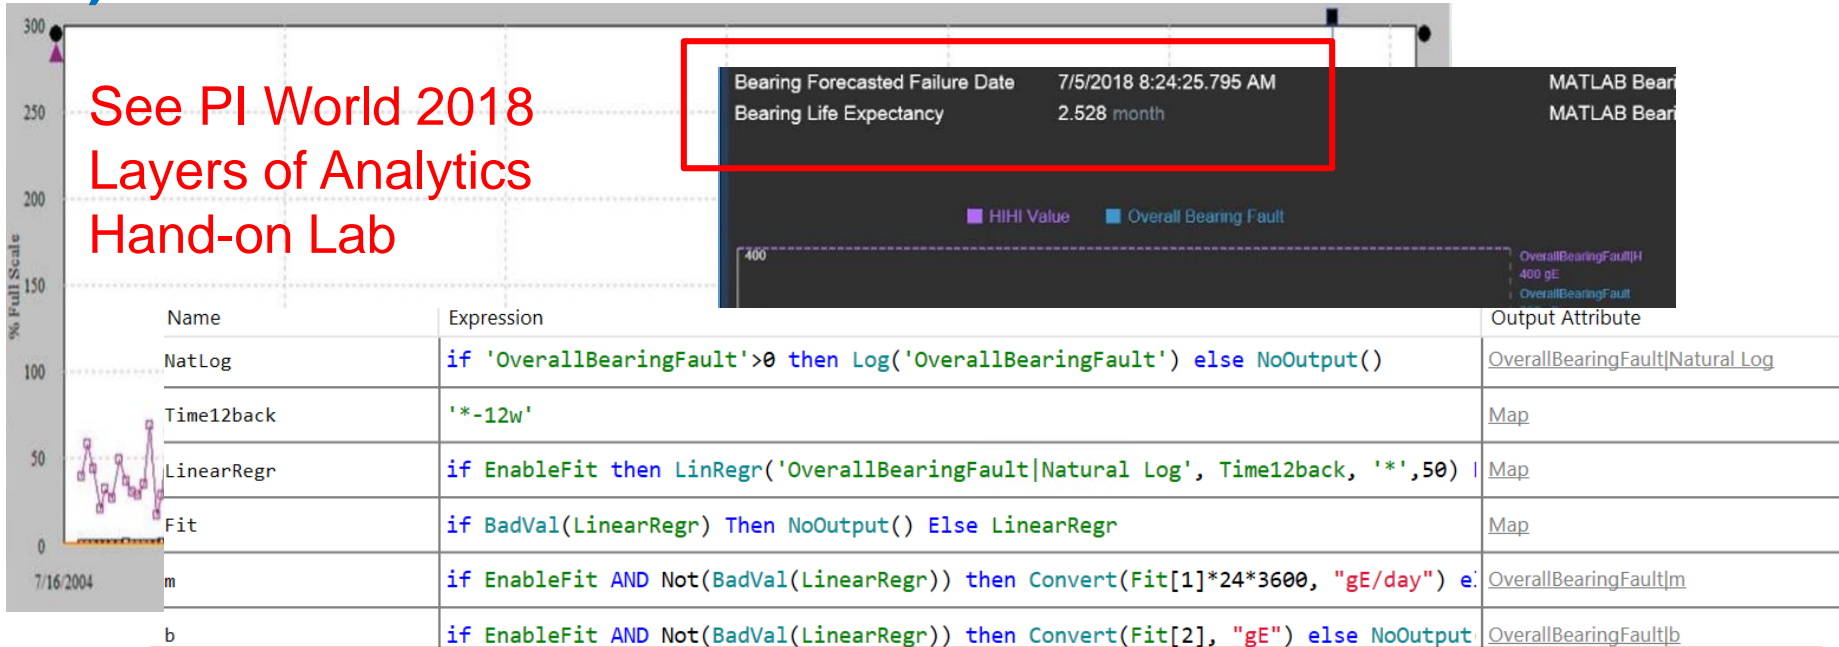 300
250
200
150
100
50
0
% Full Scale
7/16/2004
See PI World 2018
Layers of Analytics
Hand-on Lab
Bearing Forecasted Failure Date 7/5/2018 8:24:25.795 AM MATLAB Beari
Bearing Life Expectancy 2.528 month MATLAB Beari
HIHI Value Overall Bearing Fault
400
OverallBearingFault|H
400 gE
OverallBearingFault
Name Expression Output Attribute
NatLog if 'OverallBearingFault'>0 then Log('OverallBearingFault') else NoOutput() OverallBearingFault|Natural Log
Time12back '*-12w' Map
LinearRegr if EnableFit then LinRegr('OverallBearingFault|Natural Log', Time12back, '*',50) Map
Fit if BadVal(LinearRegr) Then NoOutput() Else LinearRegr Map
m if EnableFit AND Not(BadVal(LinearRegr)) then Convert(Fit[1]*24*3600, "gE/day") el OverallBearingFault|m
b if EnableFit AND Not(BadVal(LinearRegr)) then Convert(Fit[2], "gE") else NoOutput( OverallBearingFault|b